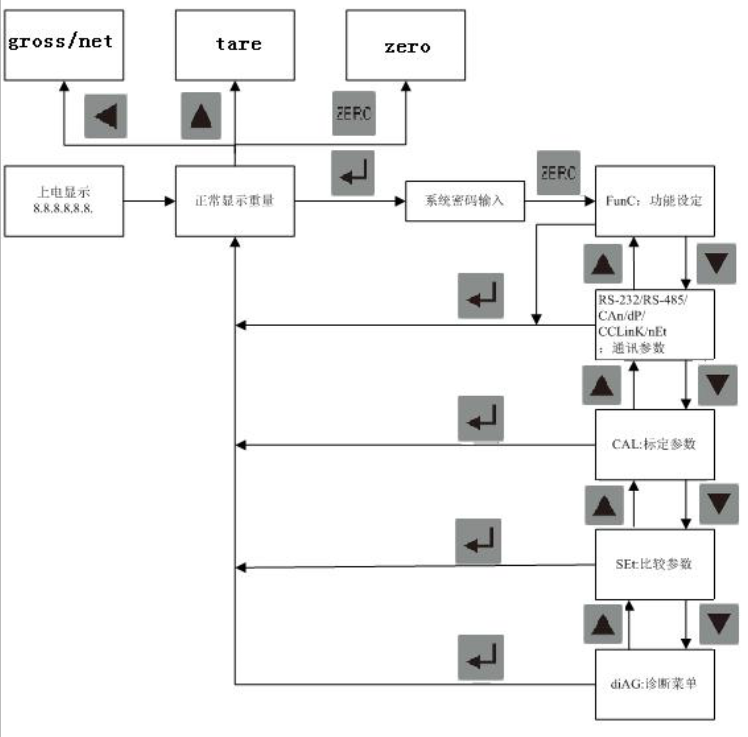 gross/net
tare
zero
ZERO
上电显示
8.8.8.8.8.8.
正常显示重量
系统密码输入
ZERO
FunC: 功能设定
RS-232/RS-485/
CAn/dP/
CCLinK/nEt
：通讯参数
CAL:标定参数
SEt:比较参数
diAG:诊断菜单